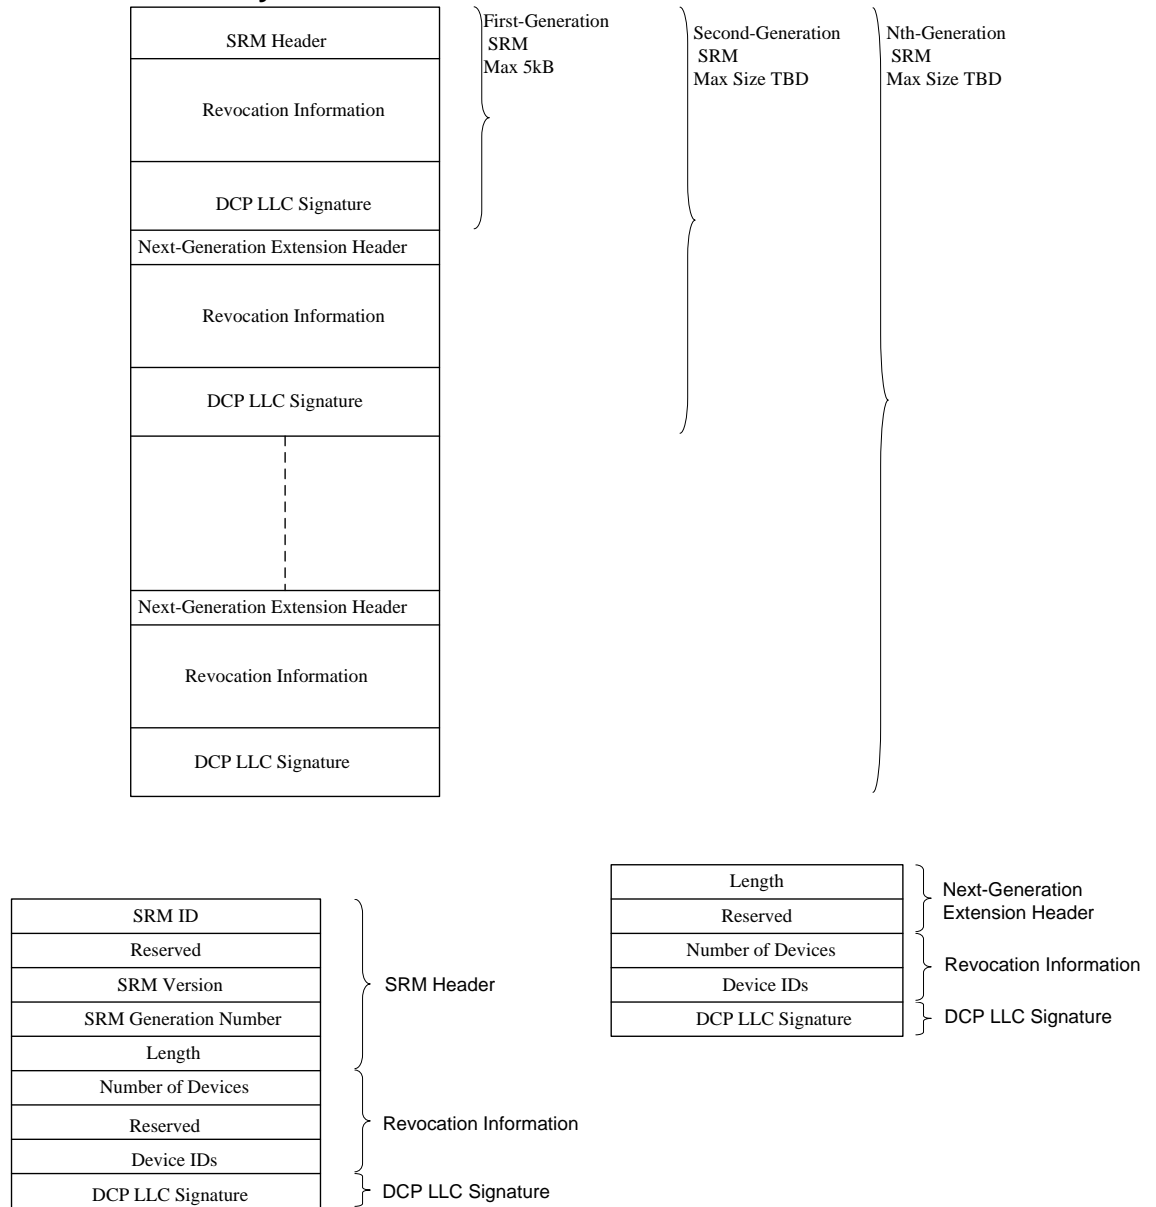 SRM Header
Revocation Information
DCP LLC Signature
Next-Generation Extension Header
Revocation Information
DCP LLC Signature
Next-Generation Extension Header
Revocation Information
DCP LLC Signature
First-Generation
SRM
Max 5kB
Second-Generation
SRM
Max Size TBD
Nth-Generation
SRM
Max Size TBD
SRM ID
Reserved
SRM Version
SRM Generation Number
Length
Number of Devices
Reserved
Device IDs
DCP LLC Signature
SRM Header
Revocation Information
DCP LLC Signature
Length
Reserved
Number of Devices
Device IDs
DCP LLC Signature
Next-Generation
Extension Header
Revocation Information
DCP LLC Signature